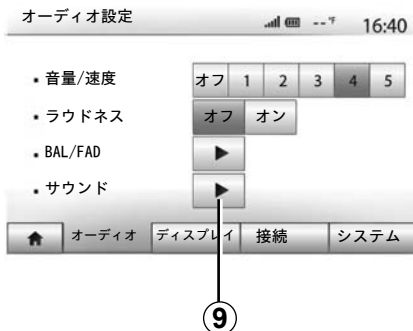 オーディオ設定 --°F 16:40
・音量/速度 オフ 1 2 3 4 5
・ラウドネス オフ オン
・BAL/FAD
・サウンド
オーディオ ディスプレイ 接続 システム
9